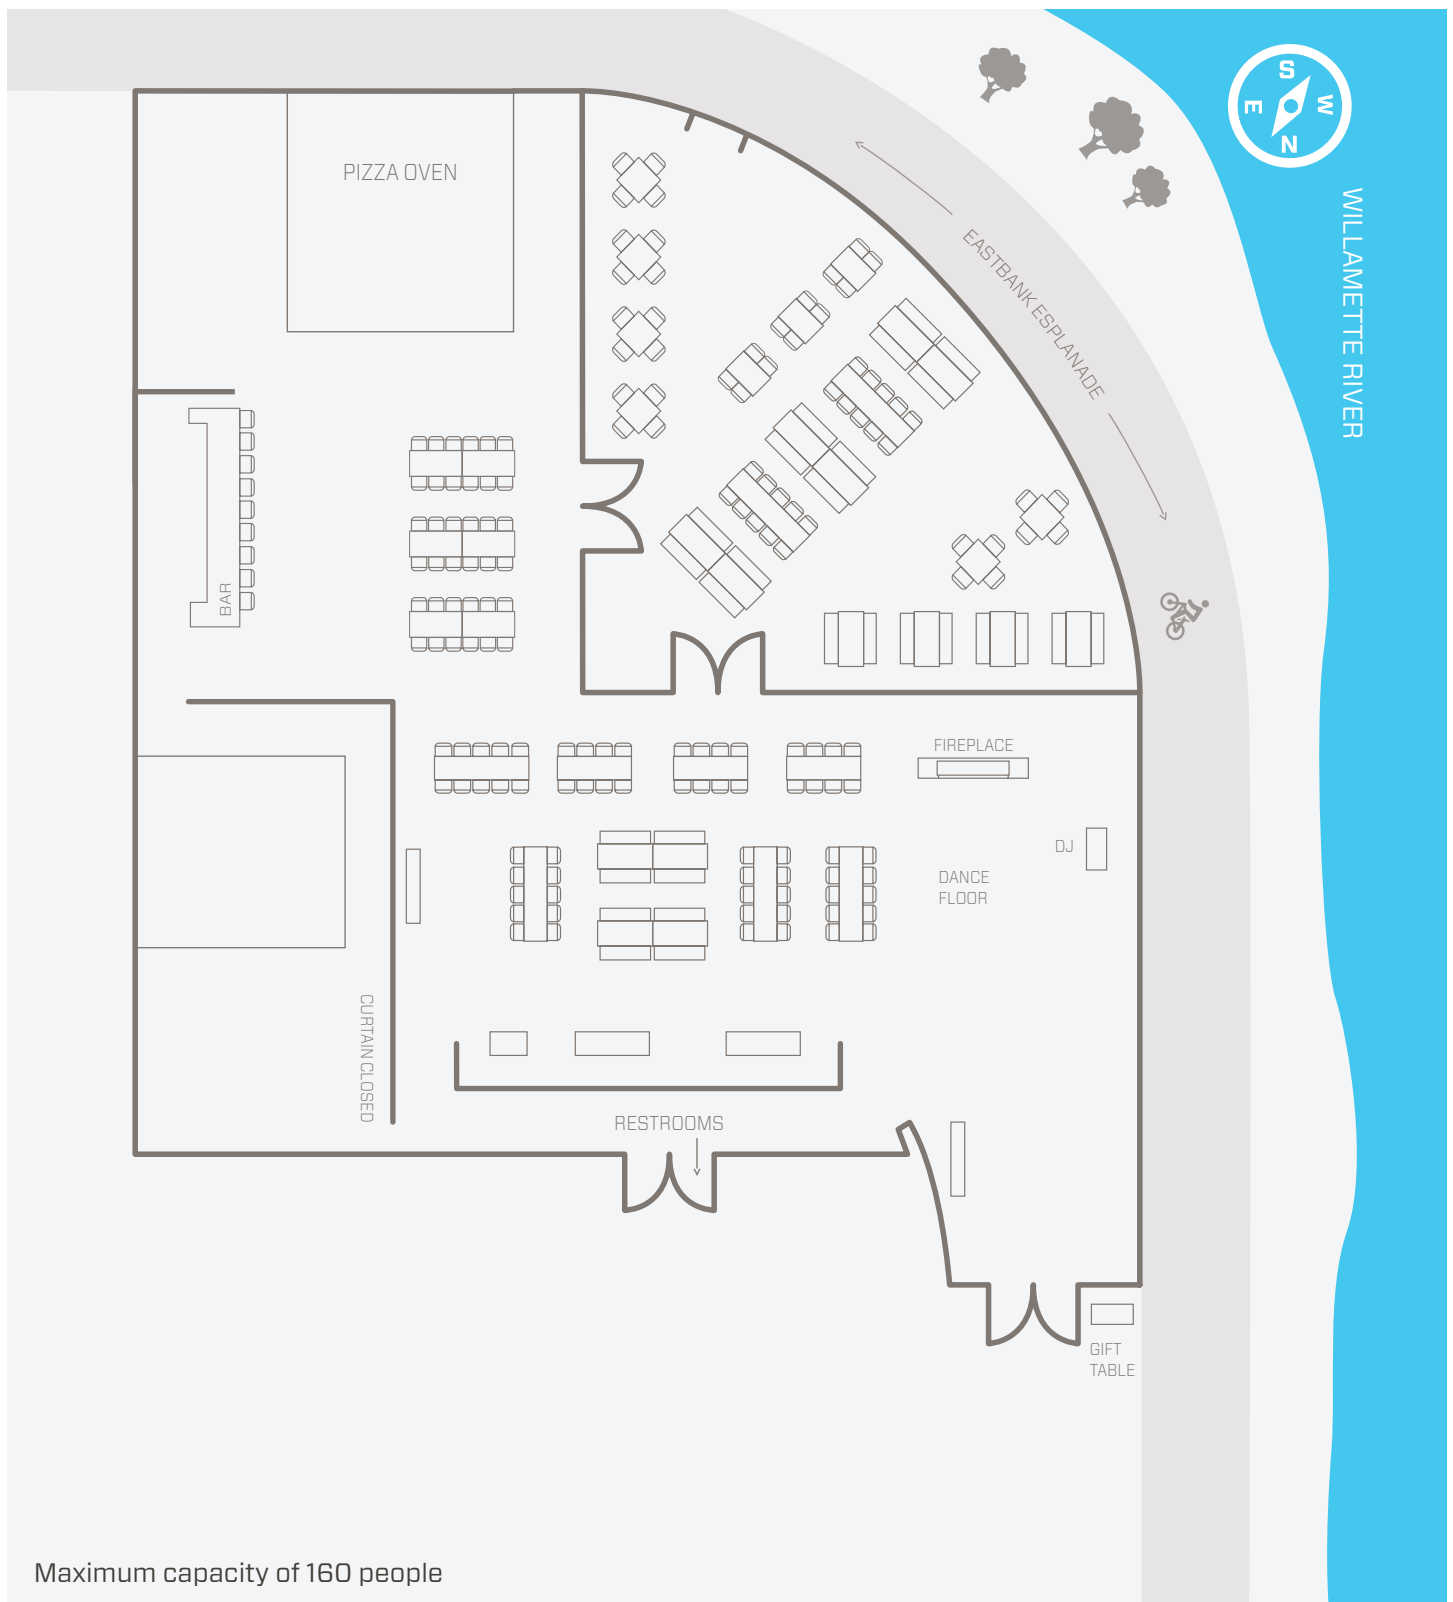 S
E
W
N
WILLAMETTE RIVER
PIZZA OVEN
EASTBANK ESPLANADE
BAR
FIREPLACE
DJ
DANCE
FLOOR
CURTAIN CLOSED
RESTROOMS
GIFT
TABLE
Maximum capacity of 160 people